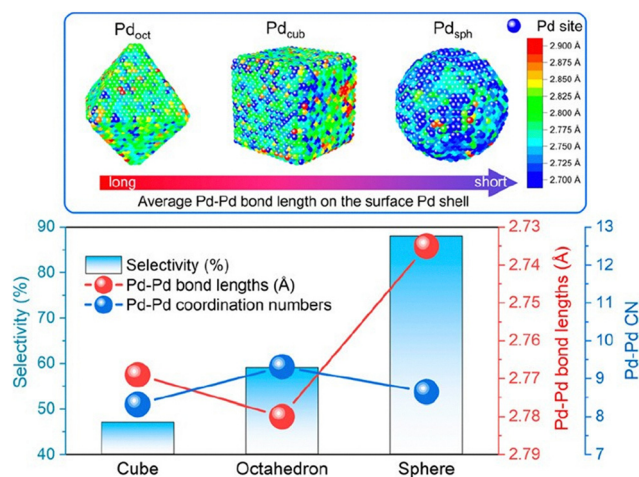 Pd_oct Pd_cub Pd_sph Pd site
2.900 Å
2.875 Å
2.850 Å
2.825 Å
2.800 Å
2.775 Å
2.750 Å
2.725 Å
2.700 Å
long short
Average Pd-Pd bond length on the surface Pd shell
Selectivity (%)
90
80
70
60
50
40
Selectivity (%)
Pd-Pd bond lengths (Å)
Pd-Pd coordination numbers
2.73
2.74
2.75
2.76
2.77
2.78
2.79
Pd-Pd bond lengths (Å)
13
12
11
10
9
8
7
Pd-Pd CN
Cube Octahedron Sphere